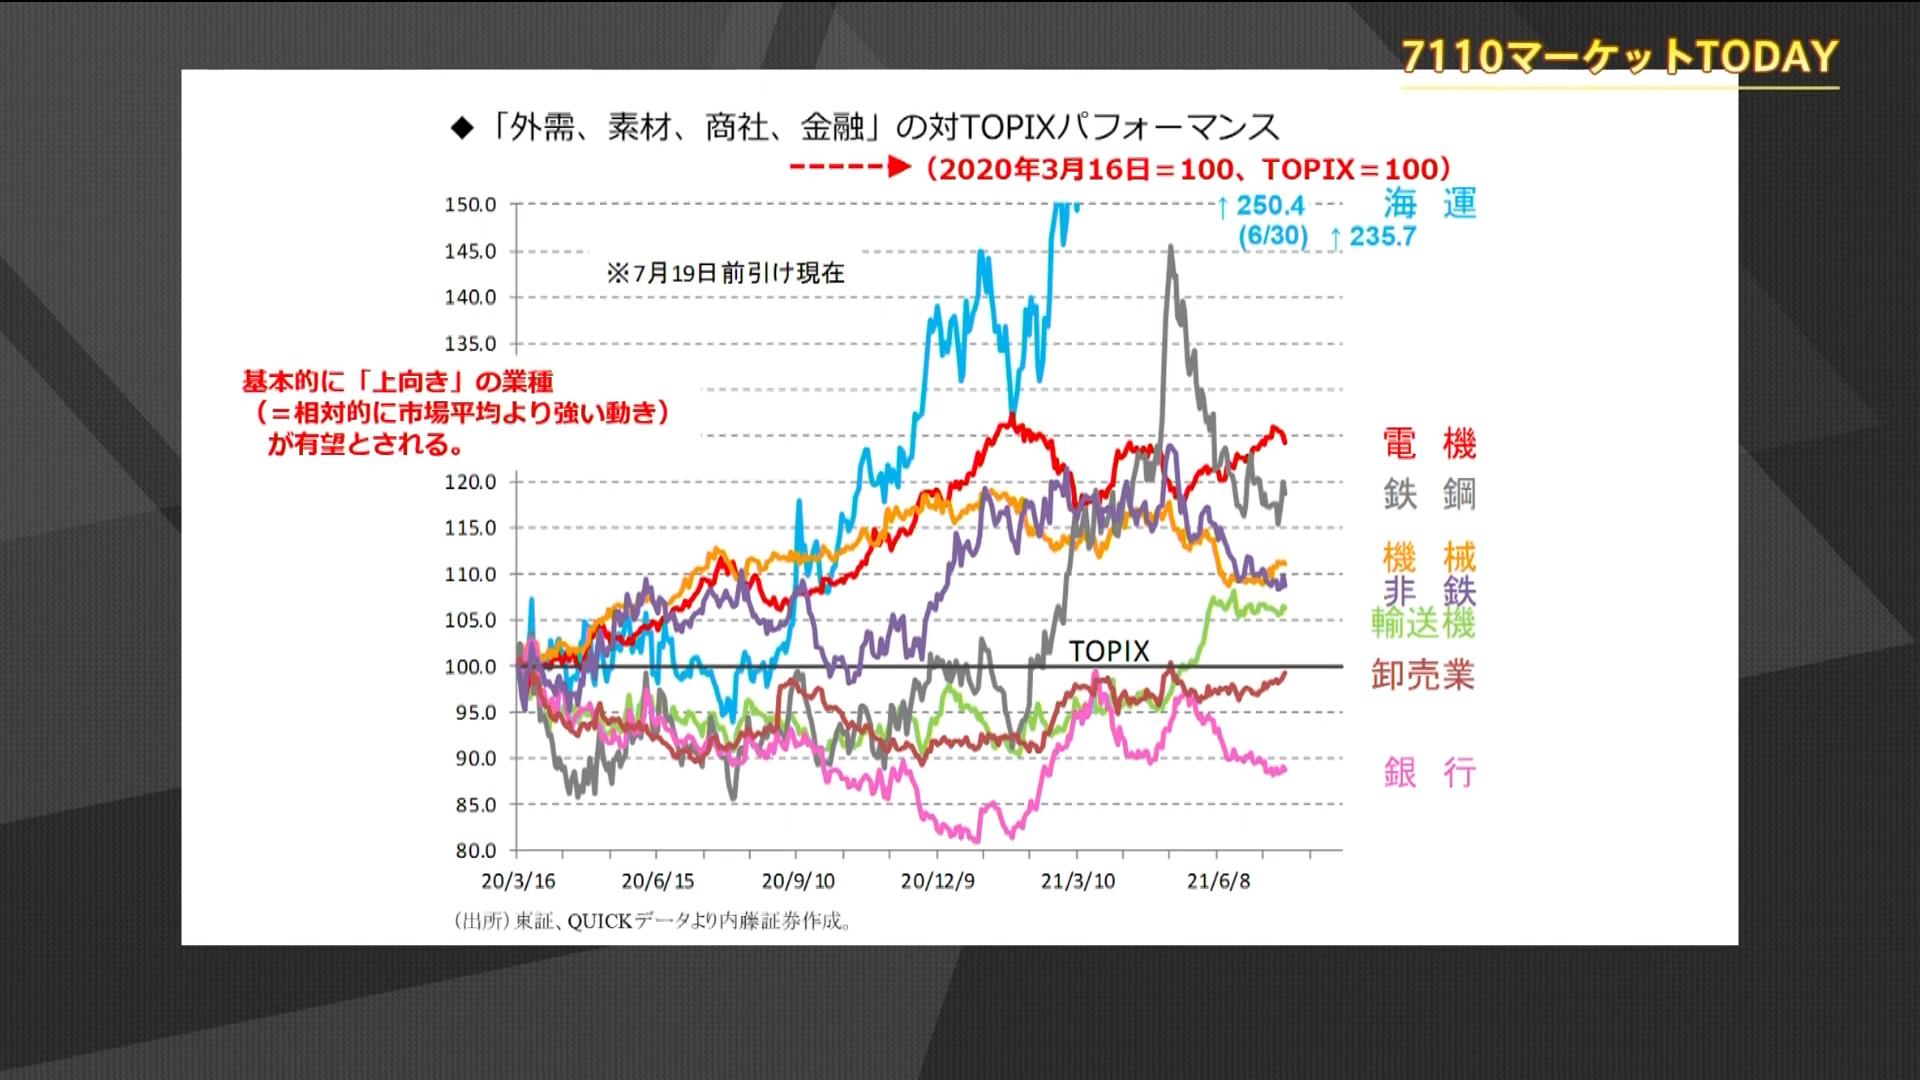 7110マーケットTODAY
◆「外需、素材、商社、金融」の対TOPIXパフォーマンス
（2020年3月16日＝100、TOPIX＝100）
150.0
↑ 250.4
海 運
(6/30)
↑ 235.7
145.0
※7月19日前引け現在
140.0
135.0
基本的に「上向き」の業種
（＝相対的に市場平均より強い動き）
が有望とされる。
電 機
120.0
鉄 鋼
115.0
機 械
110.0
非 鉄
105.0
輸送機
TOPIX
100.0
卸売業
95.0
90.0
銀 行
85.0
80.0
20/3/16 20/6/15 20/9/10 20/12/9 21/3/10 21/6/8
（出所）東証、QUICKデータより内藤証券作成。